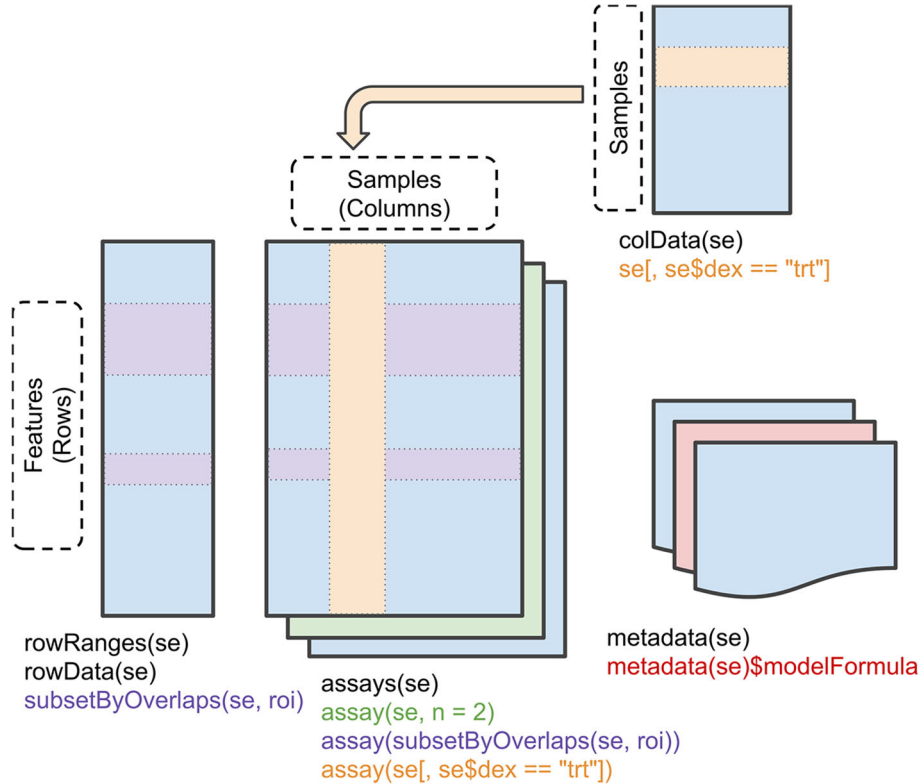 Samples
colData(se)
se[, se$dex == "trt"]
Samples
(Columns)
Features
(Rows)
rowRanges(se)
rowData(se)
subsetByOverlaps(se, roi)
assays(se)
assay(se, n = 2)
assay(subsetByOverlaps(se, roi))
assay(se[, se$dex == "trt"])
metadata(se)
metadata(se)$modelFormula